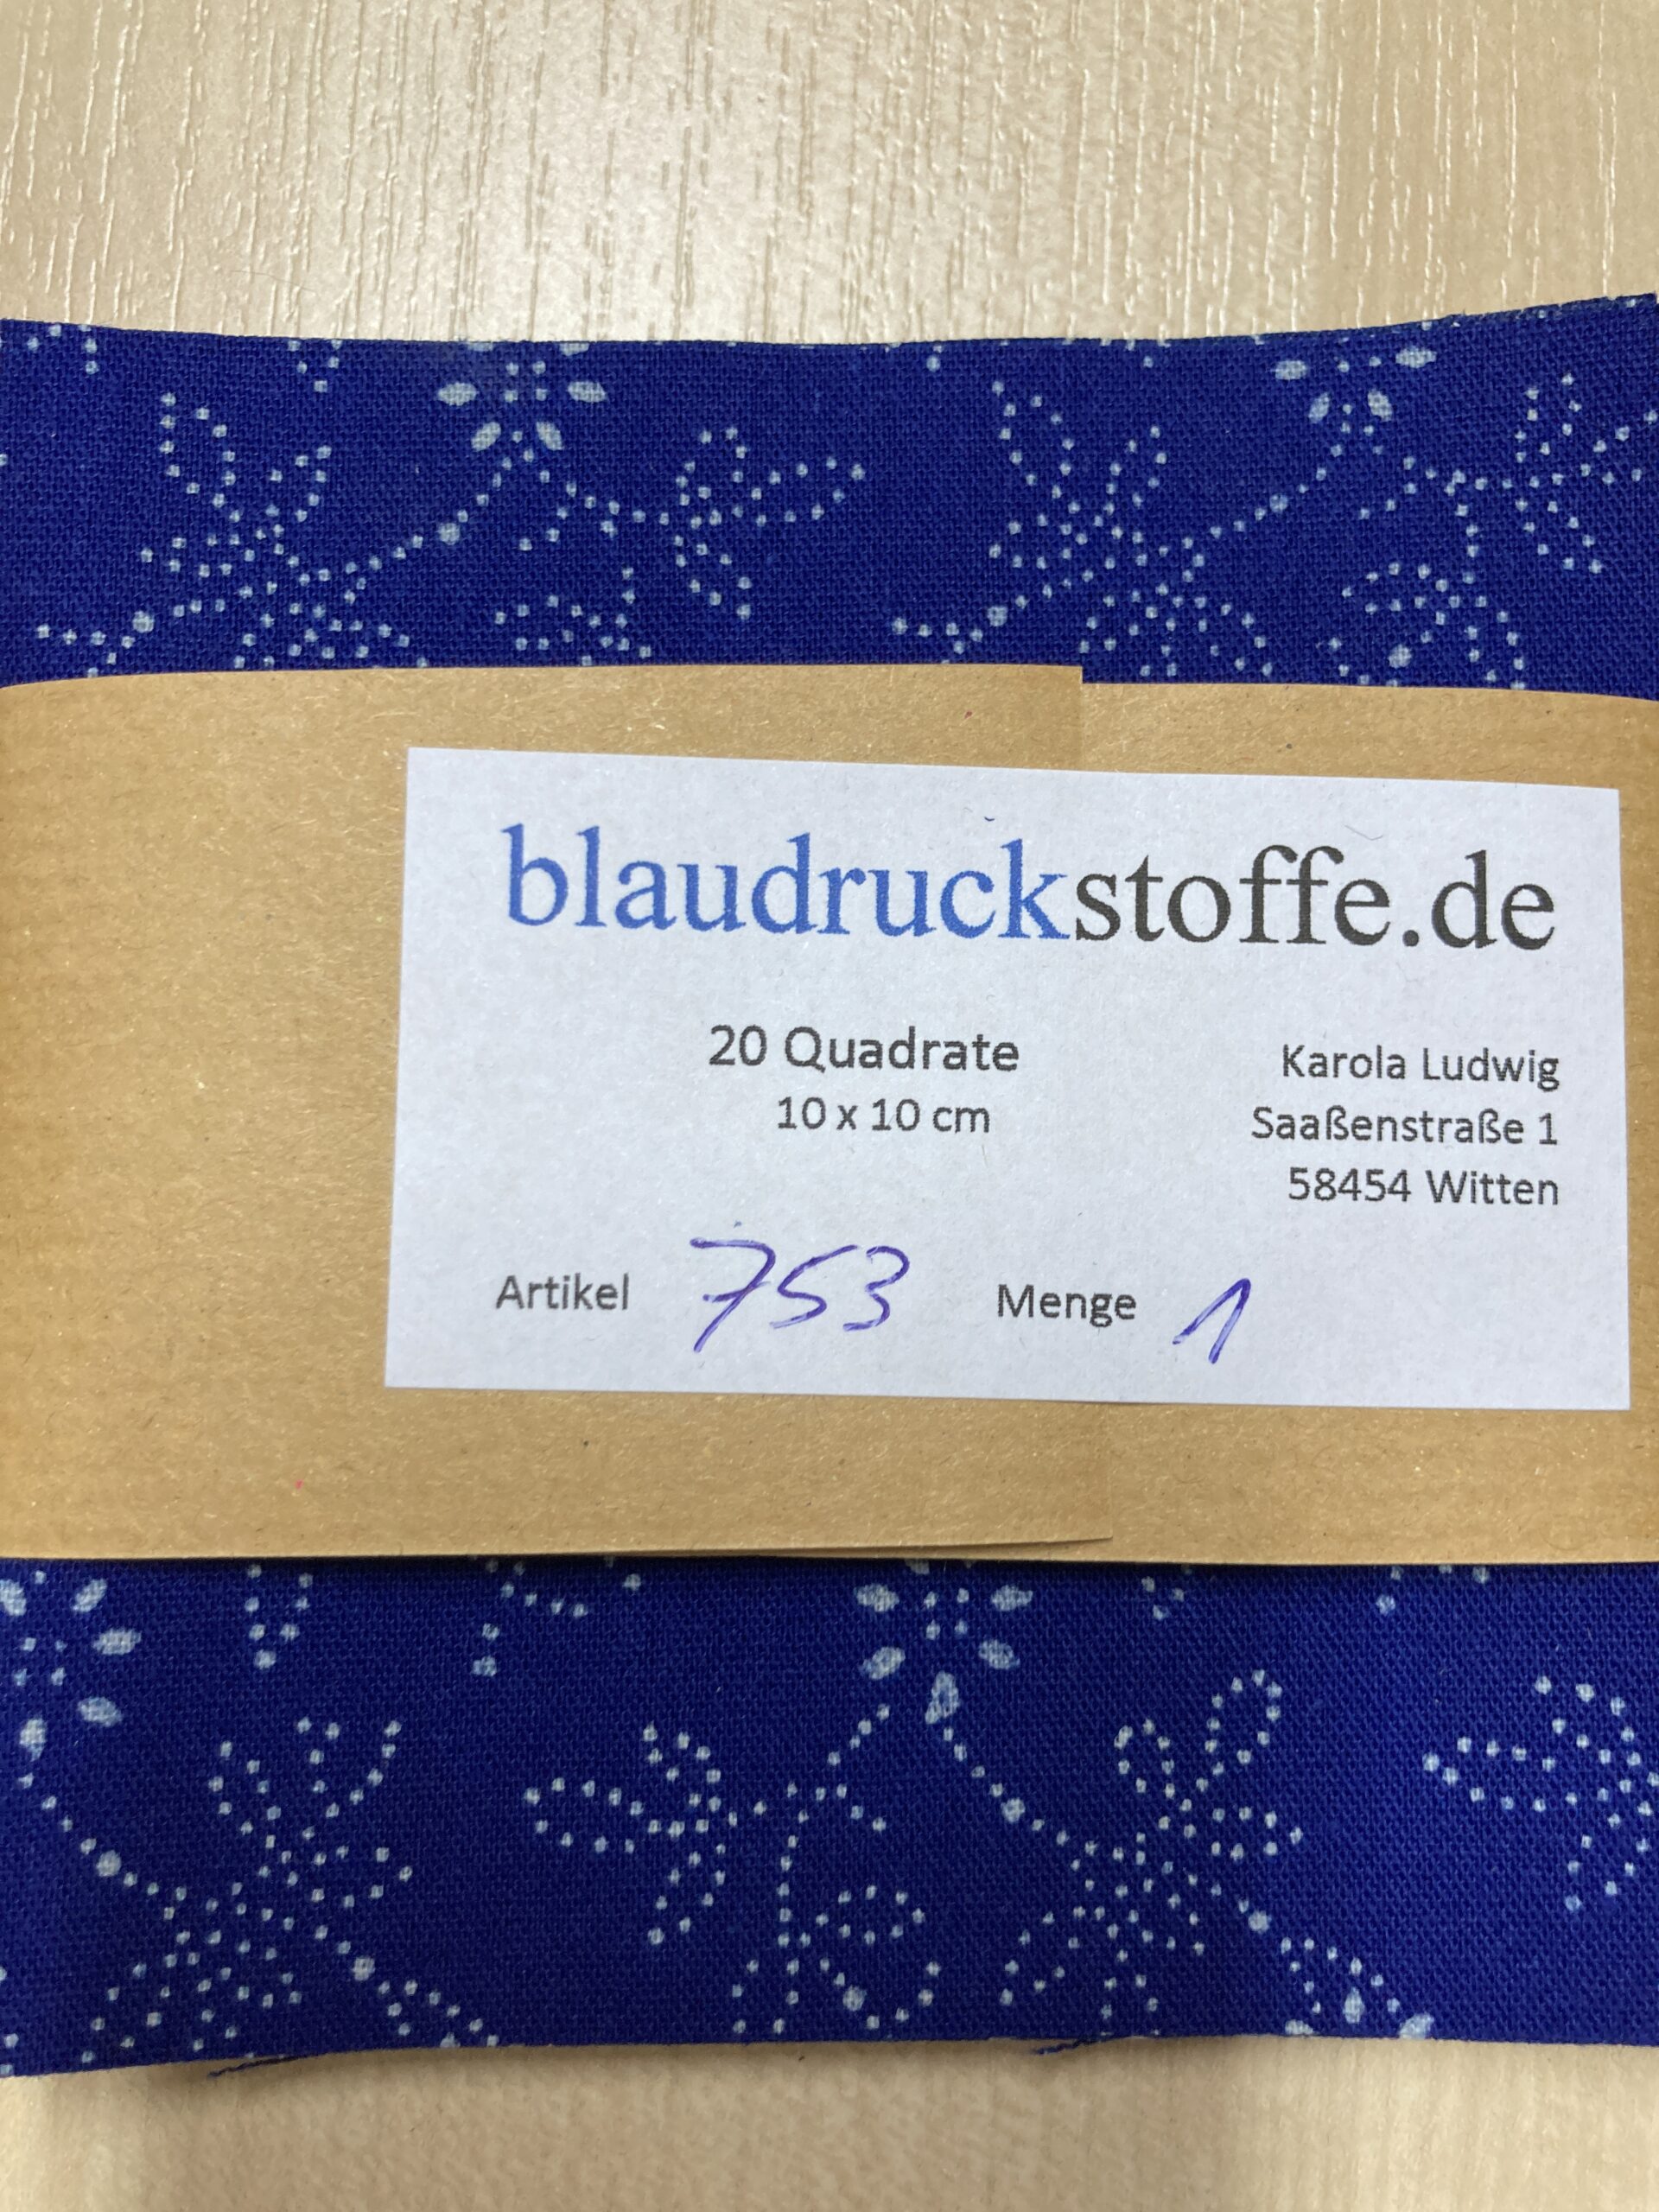 blaudruckstoffe.de
20 Quadrate
10 x 10 cm
Karola Ludwig
Saaßenstraße 1
58454 Witten
Artikel 753 Menge 1